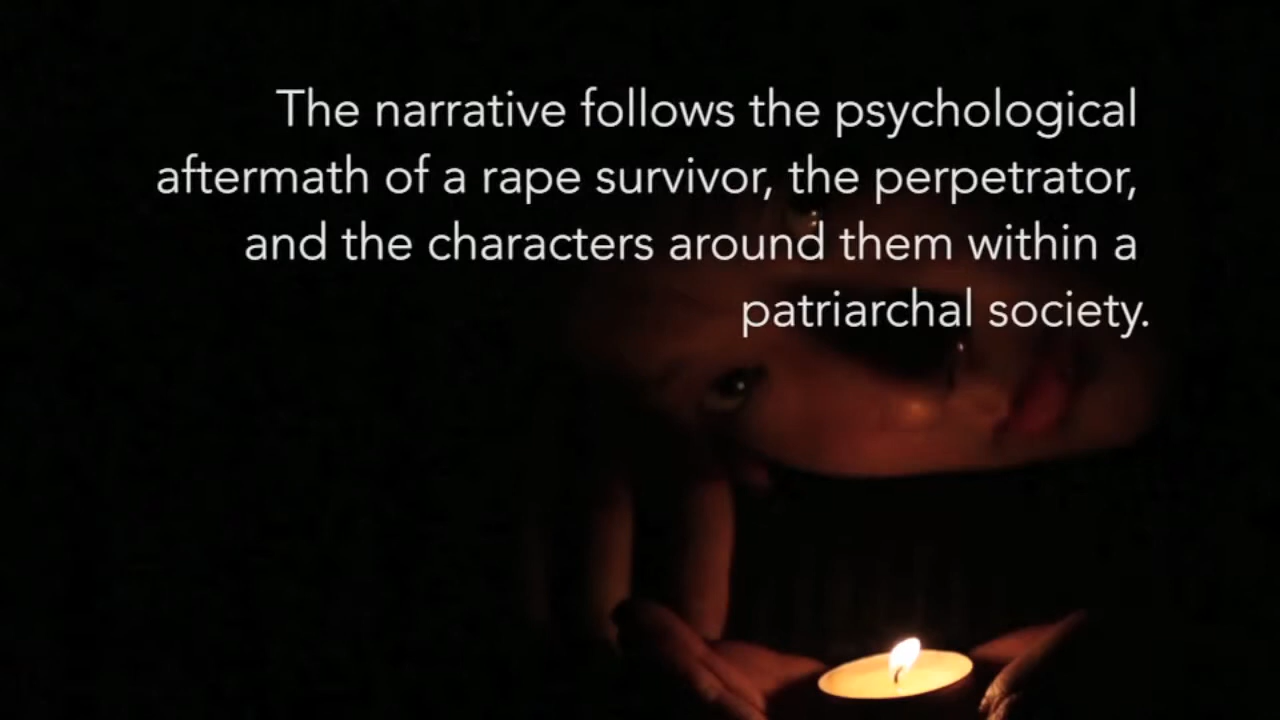 The narrative follows the psychological
aftermath of a rape survivor, the perpetrator,
and the characters around them within a
patriarchal society.